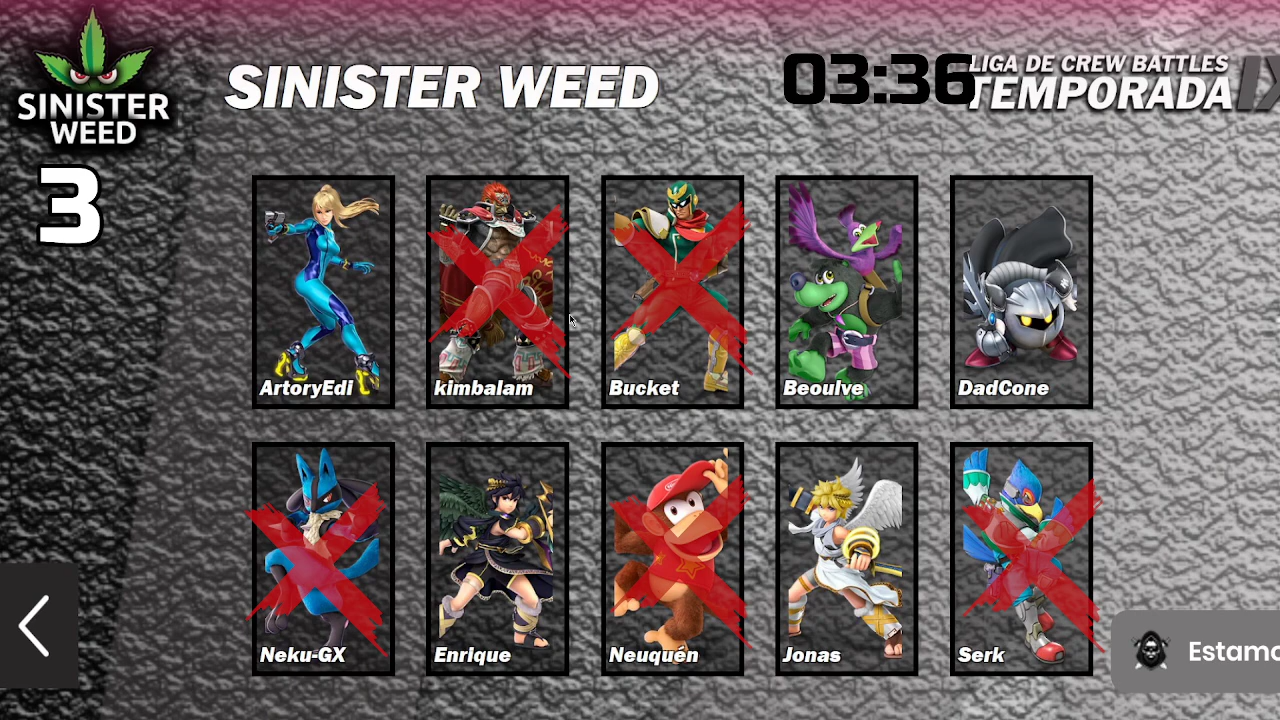 SINISTER
WEED
SINISTER WEED
03:36
LIGA DE CREW BATTLES
TEMPORADA IX
3
ArtoryEdi
kimbalam
Bucket
Beoulve
DadCone
Neku-GX
Enrique
Neuquén
Jonas
Serk
Estamo